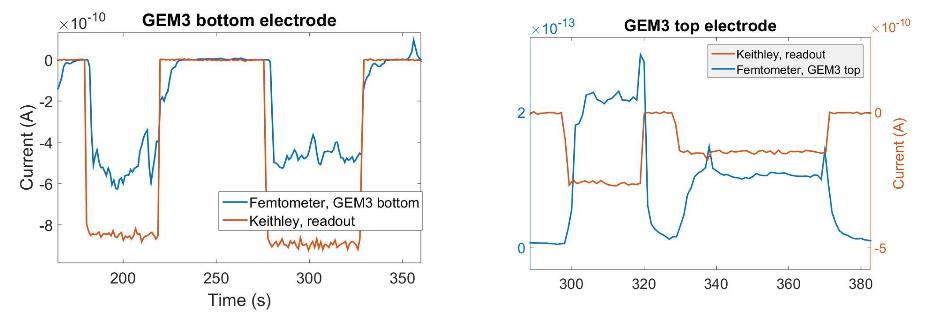 GEM3 bottom electrode
×10⁻¹⁰
0
-2
-4
-6
-8
Current (A)
200
250
300
350
Time (s)
Femtometer, GEM3 bottom
Keithley, readout
GEM3 top electrode
×10⁻¹³
×10⁻¹⁰
2
0
0
-5
Current (A)
300
320
340
360
380
Keithley, readout
Femtometer, GEM3 top